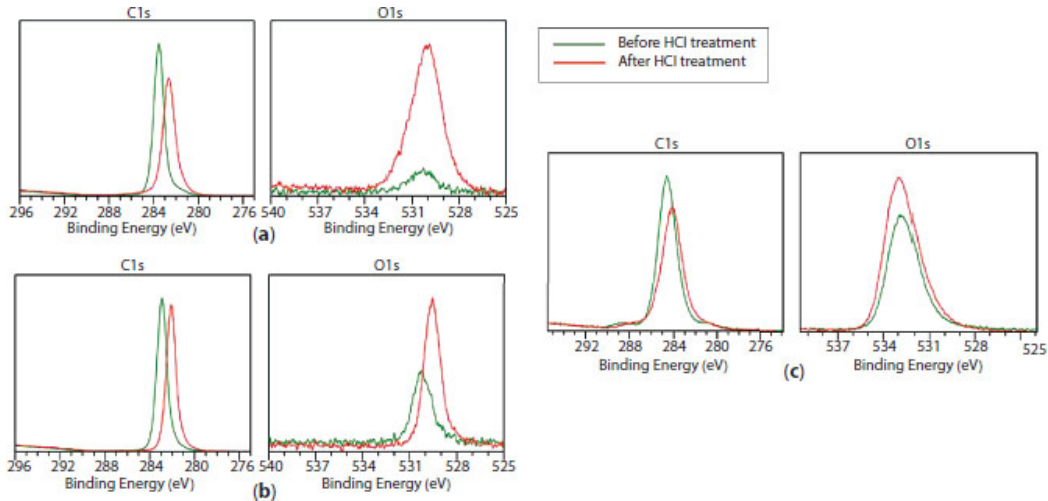 C1s
O1s
296 292 288 284 280 276
Binding Energy (eV)
540 537 534 531 528 525
Binding Energy (eV)
(a)
Before HCl treatment
After HCl treatment
C1s
O1s
296 292 288 284 280 276
Binding Energy (eV)
540 537 534 531 528 525
Binding Energy (eV)
(b)
C1s
O1s
292 288 284 280 276
Binding Energy (eV)
537 534 531 528 525
Binding Energy (eV)
(c)